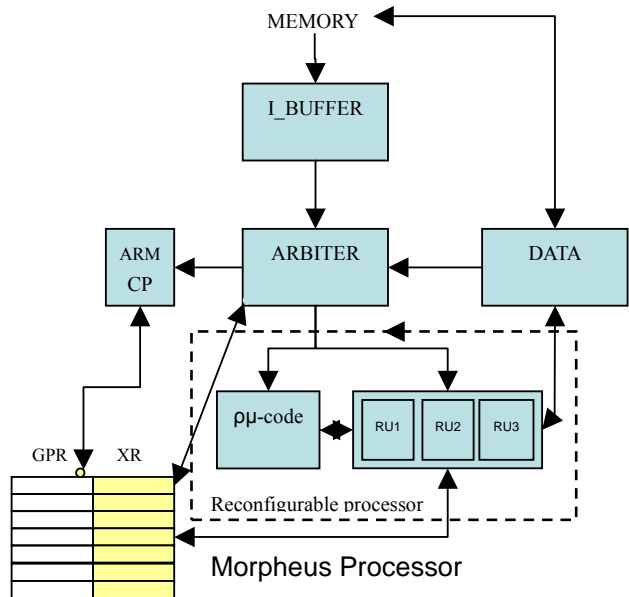 MEMORY
I_BUFFER
ARM
CP
ARBITER
DATA
ρμ-code
RU1 RU2 RU3
GPR XR
Reconfigurable processor
Morpheus Processor